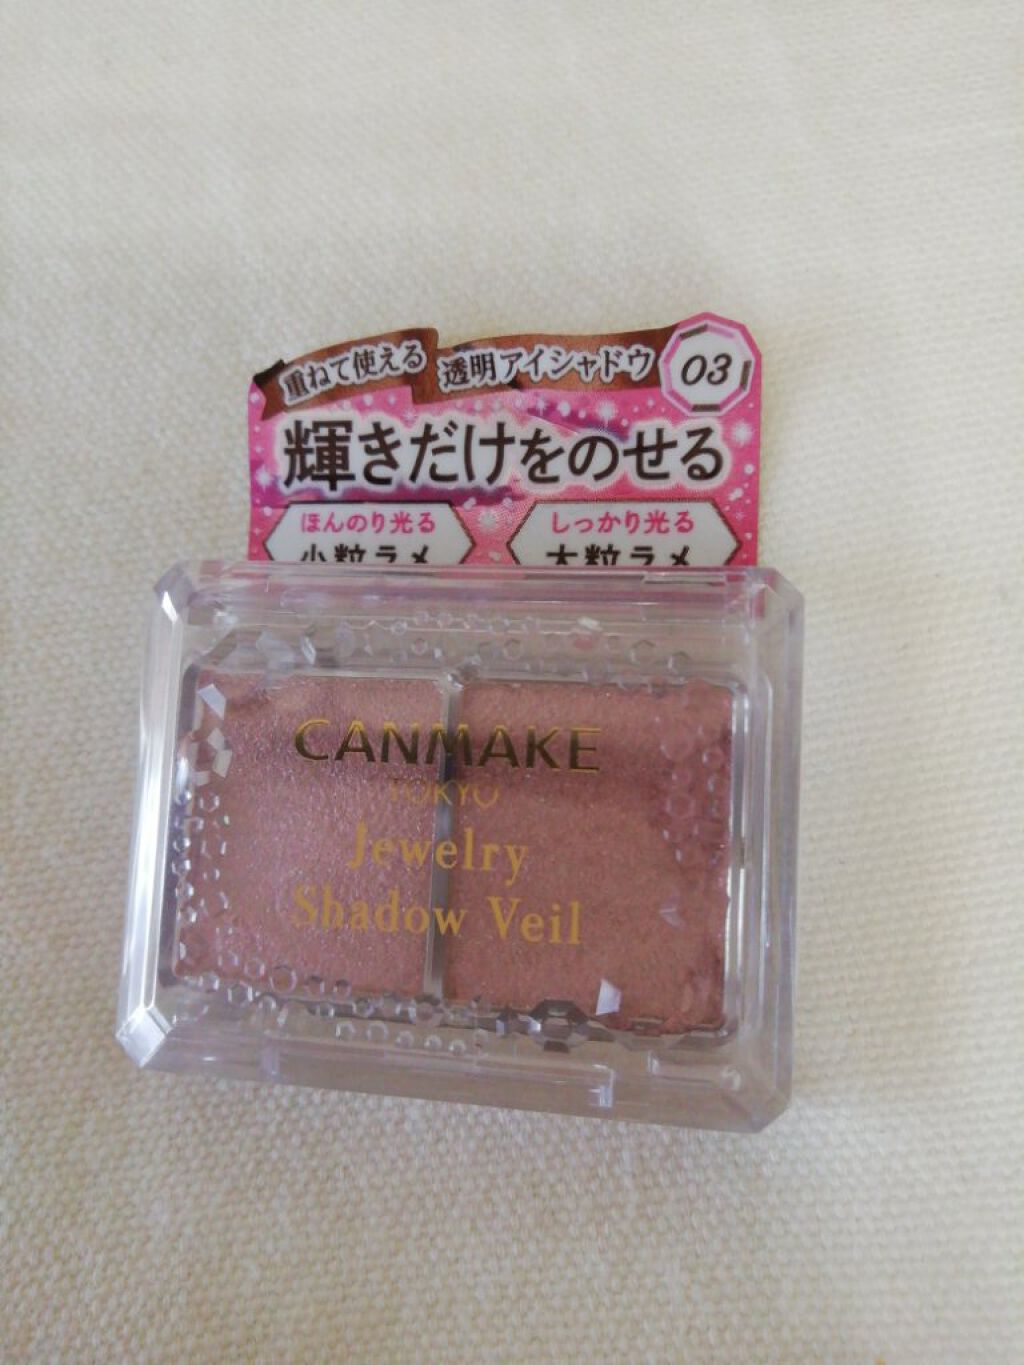 重ねて使える 透明アイシャドウ 03
輝きだけをのせる
ほんのり光る しっかり光る
小粒ラメ 大粒ラメ
CANMAKE
TOKYO
Jewelry
Shadow Veil